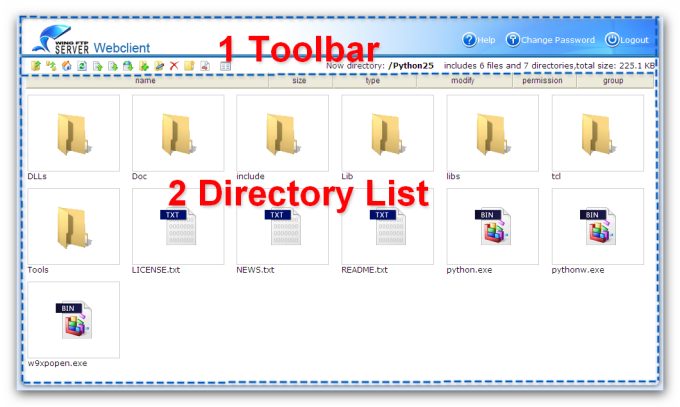 WING FTP
SERVER Webclient
1 Toolbar
Help Change Password Logout
Now directory: /Python25 includes 6 files and 7 directories,total size: 225.1 KB
name size type modify permission group
DLLs Doc include Lib libs tcl
2 Directory List
TXT TXT TXT BIN BIN
Tools LICENSE.txt NEWS.txt README.txt python.exe pythonw.exe
BIN
w9xpopen.exe